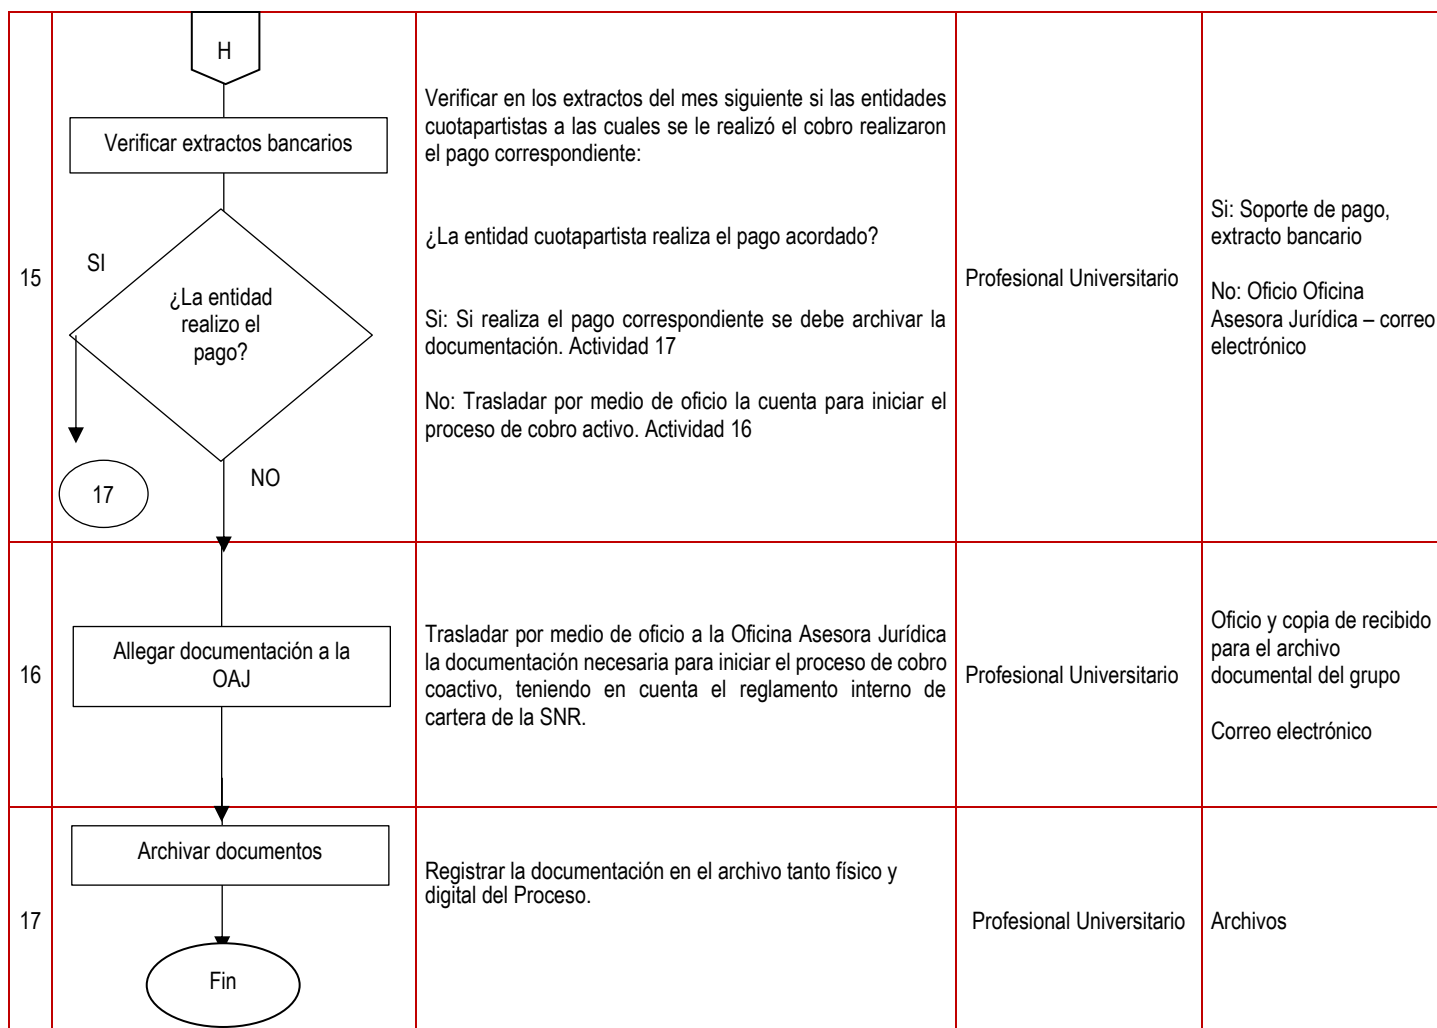 15
H
Verificar extractos bancarios
SI
¿La entidad
realizo el
pago?
17
NO
Verificar en los extractos del mes siguiente si las entidades
cuotapartistas a las cuales se le realizó el cobro realizaron
el pago correspondiente:
¿La entidad cuotapartista realiza el pago acordado?
Si: Si realiza el pago correspondiente se debe archivar la
documentación. Actividad 17
No: Trasladar por medio de oficio la cuenta para iniciar el
proceso de cobro activo. Actividad 16
Profesional Universitario
Si: Soporte de pago,
extracto bancario
No: Oficio Oficina
Asesora Jurídica – correo
electrónico
16
Allegar documentación a la
OAJ
Trasladar por medio de oficio a la Oficina Asesora Jurídica
la documentación necesaria para iniciar el proceso de cobro
coactivo, teniendo en cuenta el reglamento interno de
cartera de la SNR.
Profesional Universitario
Oficio y copia de recibido
para el archivo
documental del grupo
Correo electrónico
17
Archivar documentos
Fin
Registrar la documentación en el archivo tanto físico y
digital del Proceso.
Profesional Universitario
Archivos